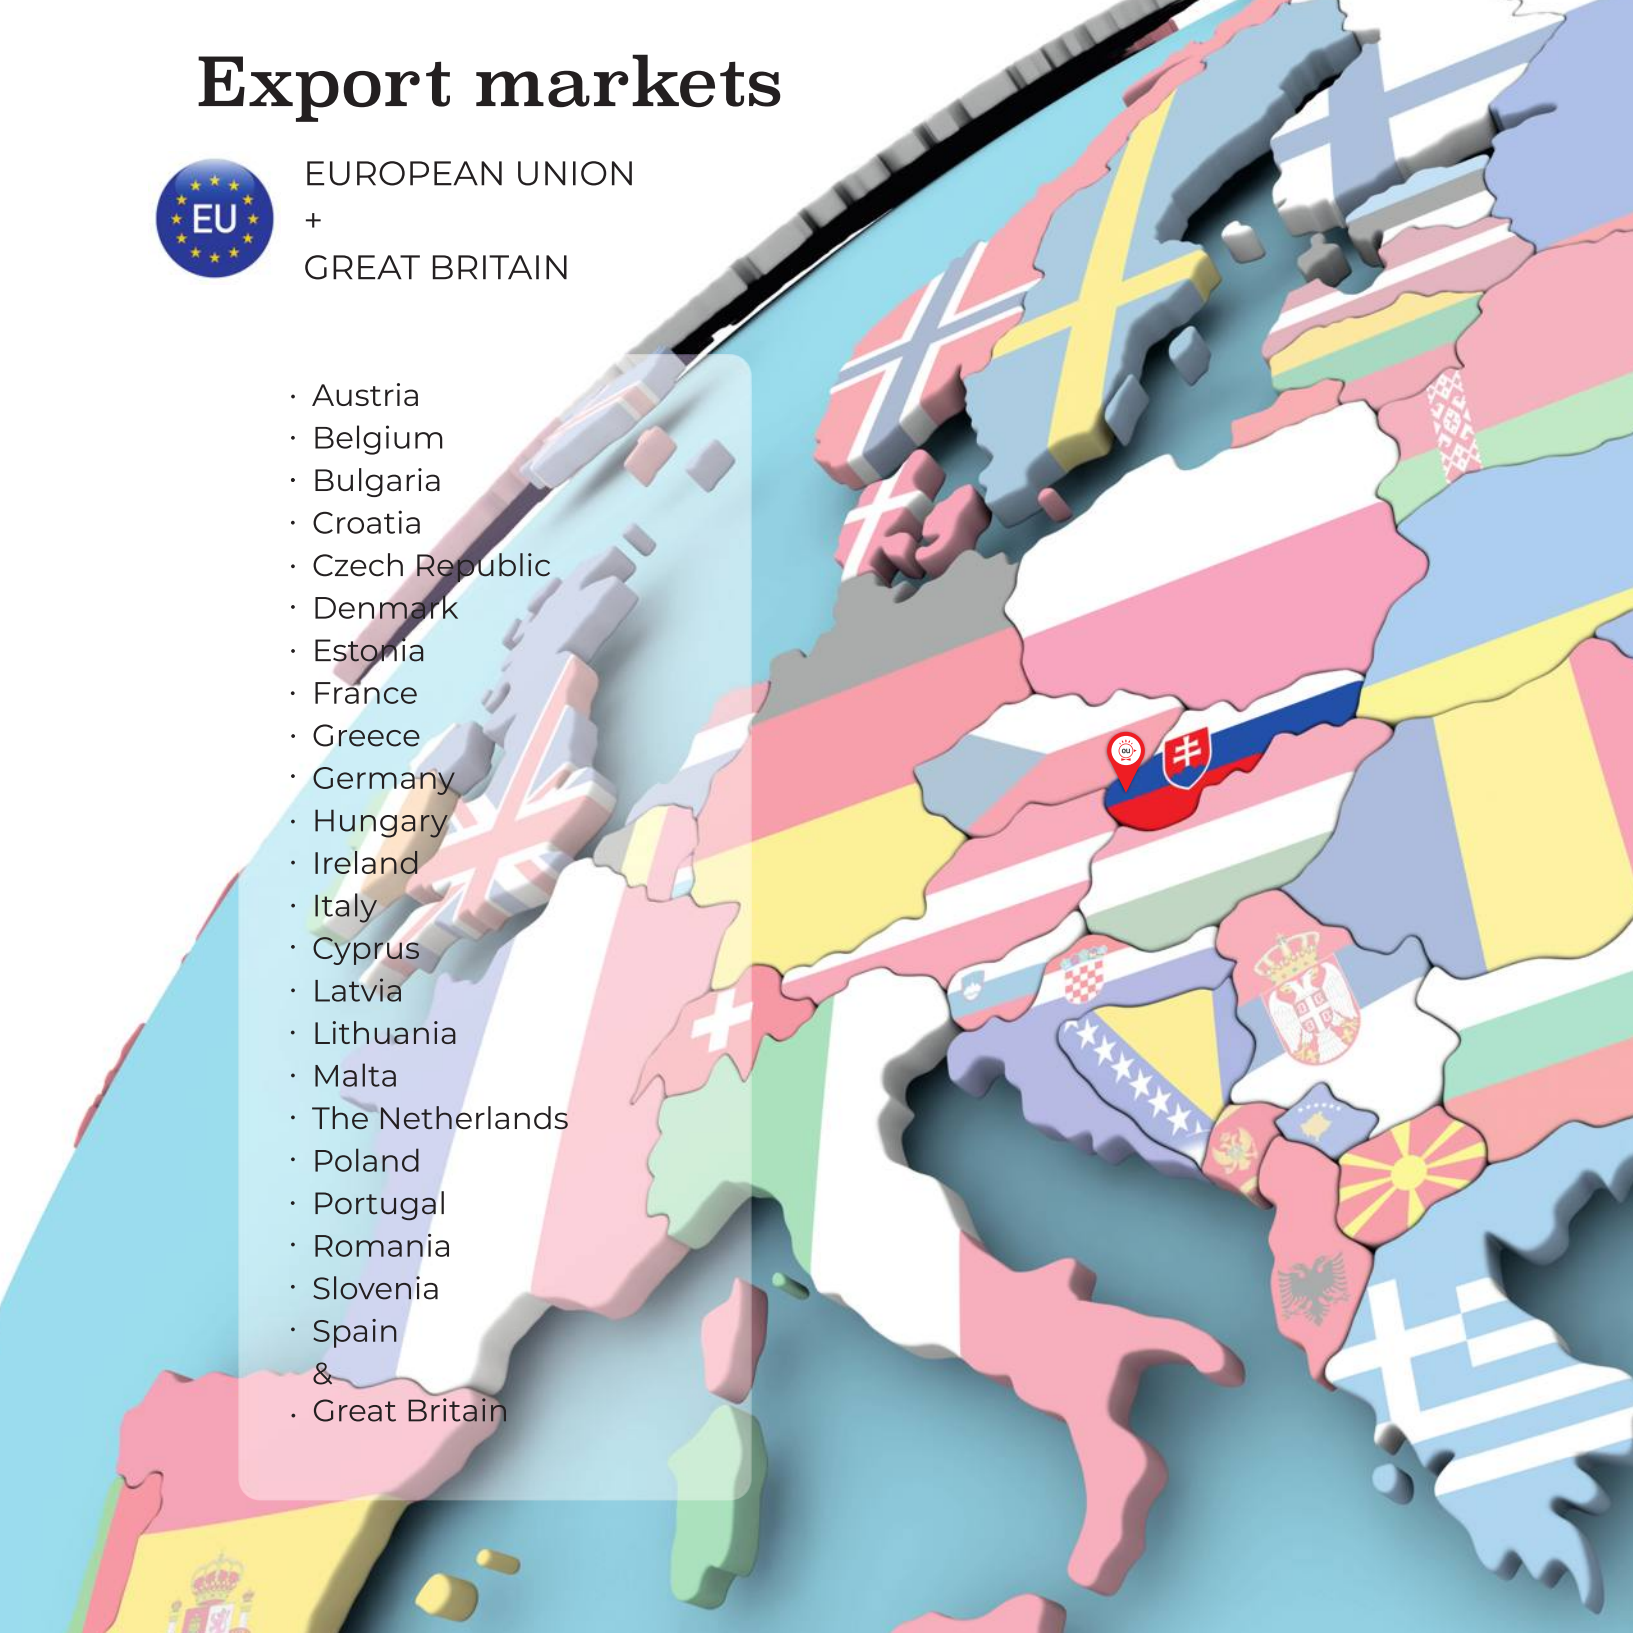 Export markets
EU
EUROPEAN UNION
+
GREAT BRITAIN
· Austria
· Belgium
· Bulgaria
· Croatia
· Czech Republic
· Denmark
· Estonia
· France
· Greece
· Germany
· Hungary
· Ireland
· Italy
· Cyprus
· Latvia
· Lithuania
· Malta
· The Netherlands
· Poland
· Portugal
· Romania
· Slovenia
· Spain
&
· Great Britain